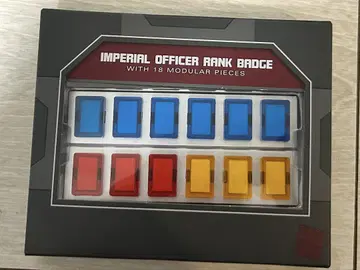 IMPERIAL OFFICER RANK BADGE
WITH 18 MODULAR PIECES